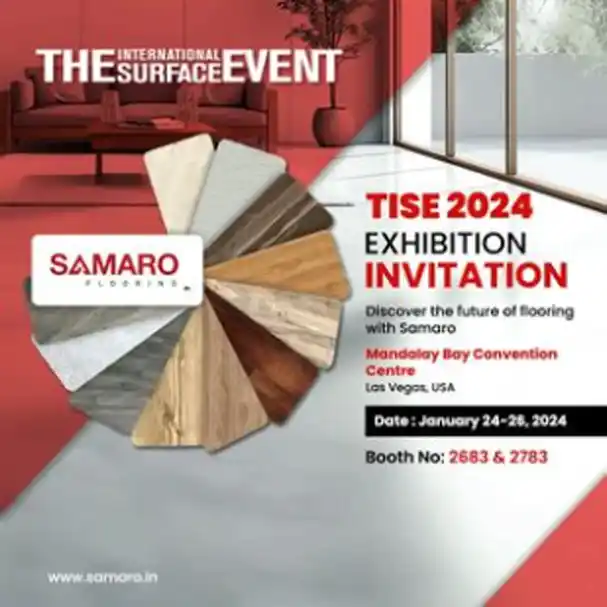 THE INTERNATIONAL SURFACE EVENT
SAMARO
FLOORING
TISE 2024
EXHIBITION
INVITATION
Discover the future of flooring
with Samaro
Mandalay Bay Convention
Centre
Las Vegas, USA
Date : January 24-26, 2024
Booth No: 2683 & 2783
www.samaro.in